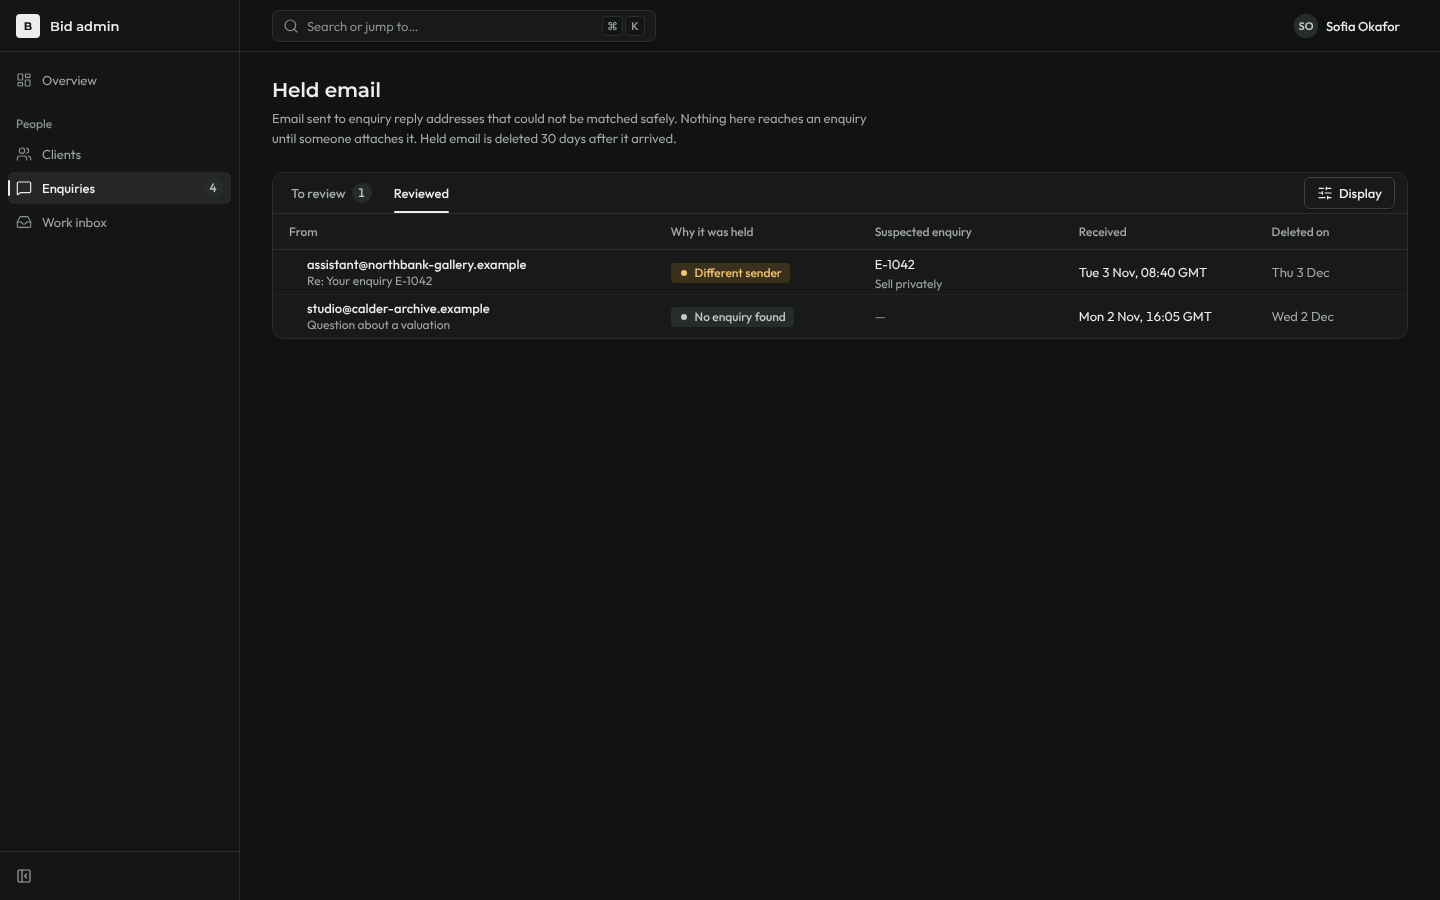 B Bid admin
Search or jump to...
⌘ K
SO Sofia Okafor
Overview
People
Clients
Enquiries 4
Work inbox
Held email
Email sent to enquiry reply addresses that could not be matched safely. Nothing here reaches an enquiry
until someone attaches it. Held email is deleted 30 days after it arrived.
To review 1 Reviewed Display
From Why it was held Suspected enquiry Received Deleted on
assistant@northbank-gallery.example
Re: Your enquiry E-1042
Different sender
E-1042
Sell privately
Tue 3 Nov, 08:40 GMT
Thu 3 Dec
studio@calder-archive.example
Question about a valuation
No enquiry found
—
Mon 2 Nov, 16:05 GMT
Wed 2 Dec